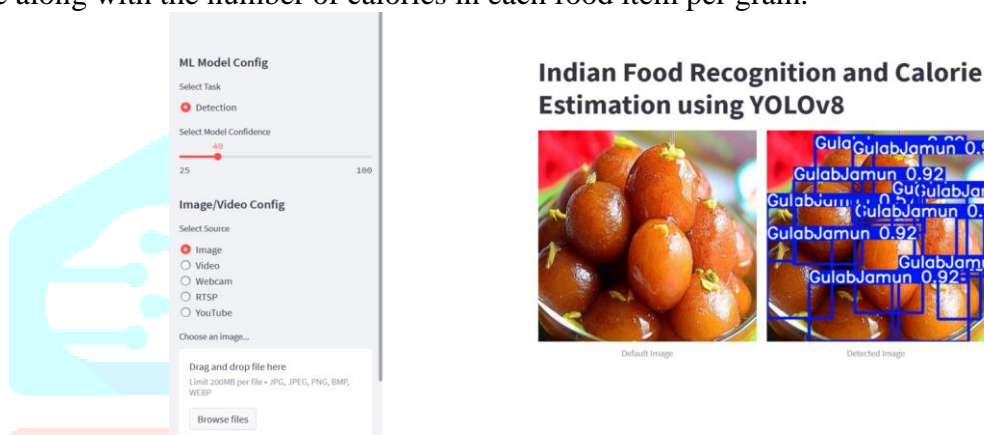 along with the number of calories in each food item per gram.
ML Model Config
Select Task
Detection
Select Model Confidence
40
25 100
Image/Video Config
Select Source
Image
Video
Webcam
RTSP
YouTube
Choose an image...
Drag and drop file here
Limit 200MB per file • JPG, JPEG, PNG, BMP,
WEBP
Browse files
Indian Food Recognition and Calorie
Estimation using YOLOv8
GulabJamun
GulabJamun 0.92
GulabJamun
GulabJamun 0.92
GulabJamun 0.92
Default Image
Detected Image